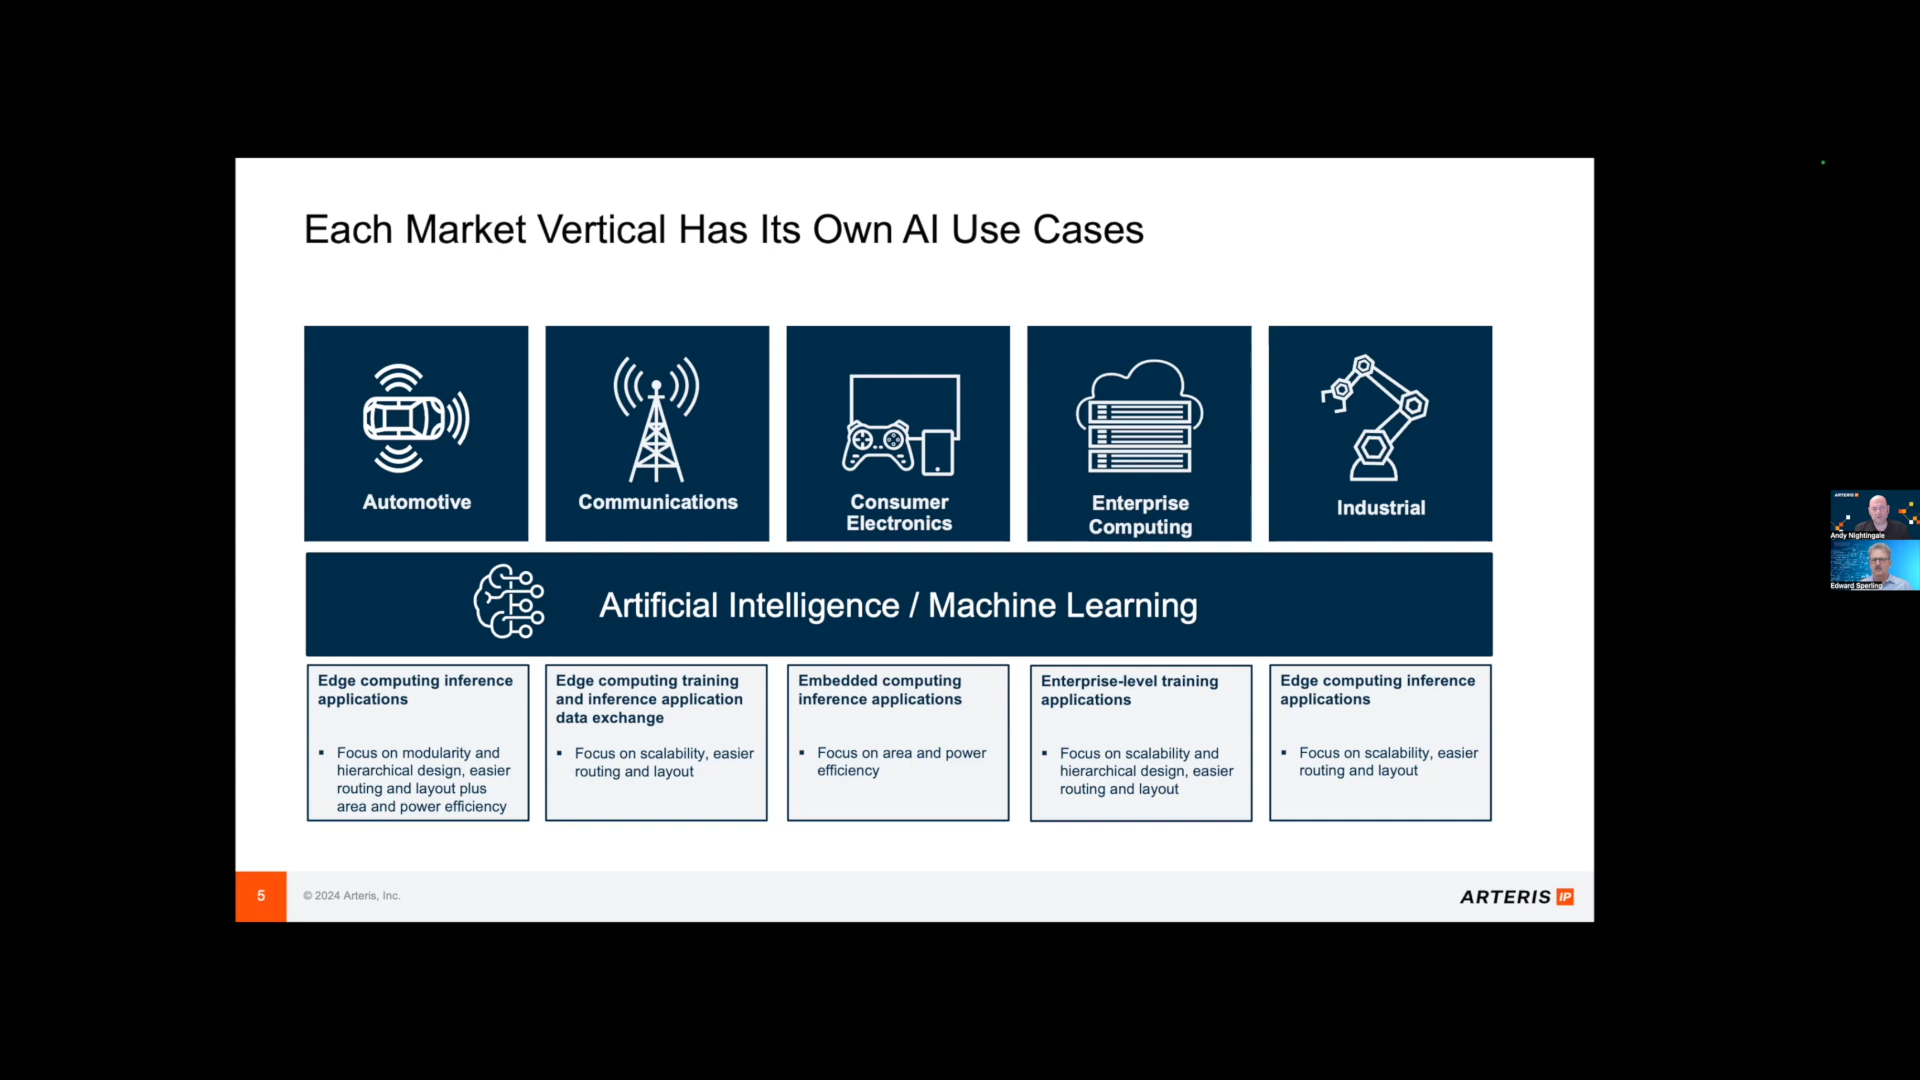 Each Market Vertical Has Its Own AI Use Cases
Automotive
Communications
Consumer
Electronics
Enterprise
Computing
Industrial
Artificial Intelligence / Machine Learning
Edge computing inference
applications
▪ Focus on modularity and
hierarchical design, easier
routing and layout plus
area and power efficiency
Edge computing training
and inference application
data exchange
▪ Focus on scalability, easier
routing and layout
Embedded computing
inference applications
▪ Focus on area and power
efficiency
Enterprise-level training
applications
▪ Focus on scalability and
hierarchical design, easier
routing and layout
Edge computing inference
applications
▪ Focus on scalability, easier
routing and layout
5
© 2024 Arteris, Inc.
ARTERIS IP
ARTERIS
Andy Nightingale
Edward Sperling